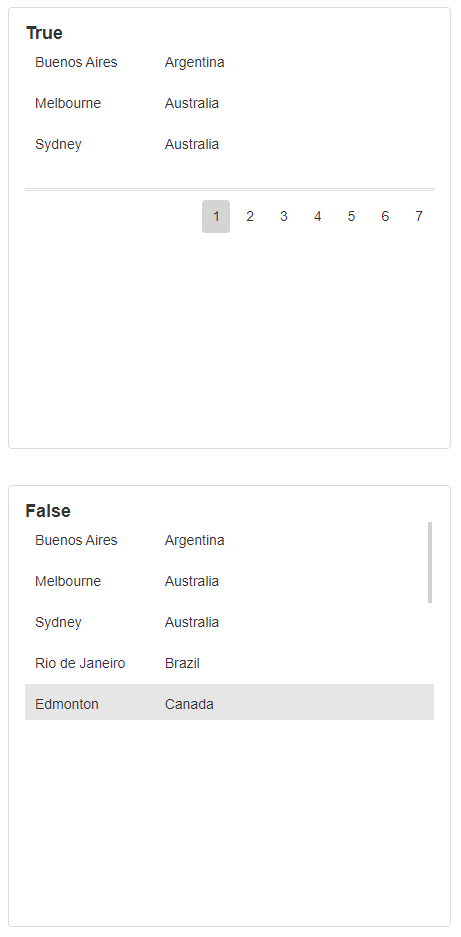 True
Buenos Aires Argentina
Melbourne Australia
Sydney Australia
1 2 3 4 5 6 7
False
Buenos Aires Argentina
Melbourne Australia
Sydney Australia
Rio de Janeiro Brazil
Edmonton Canada